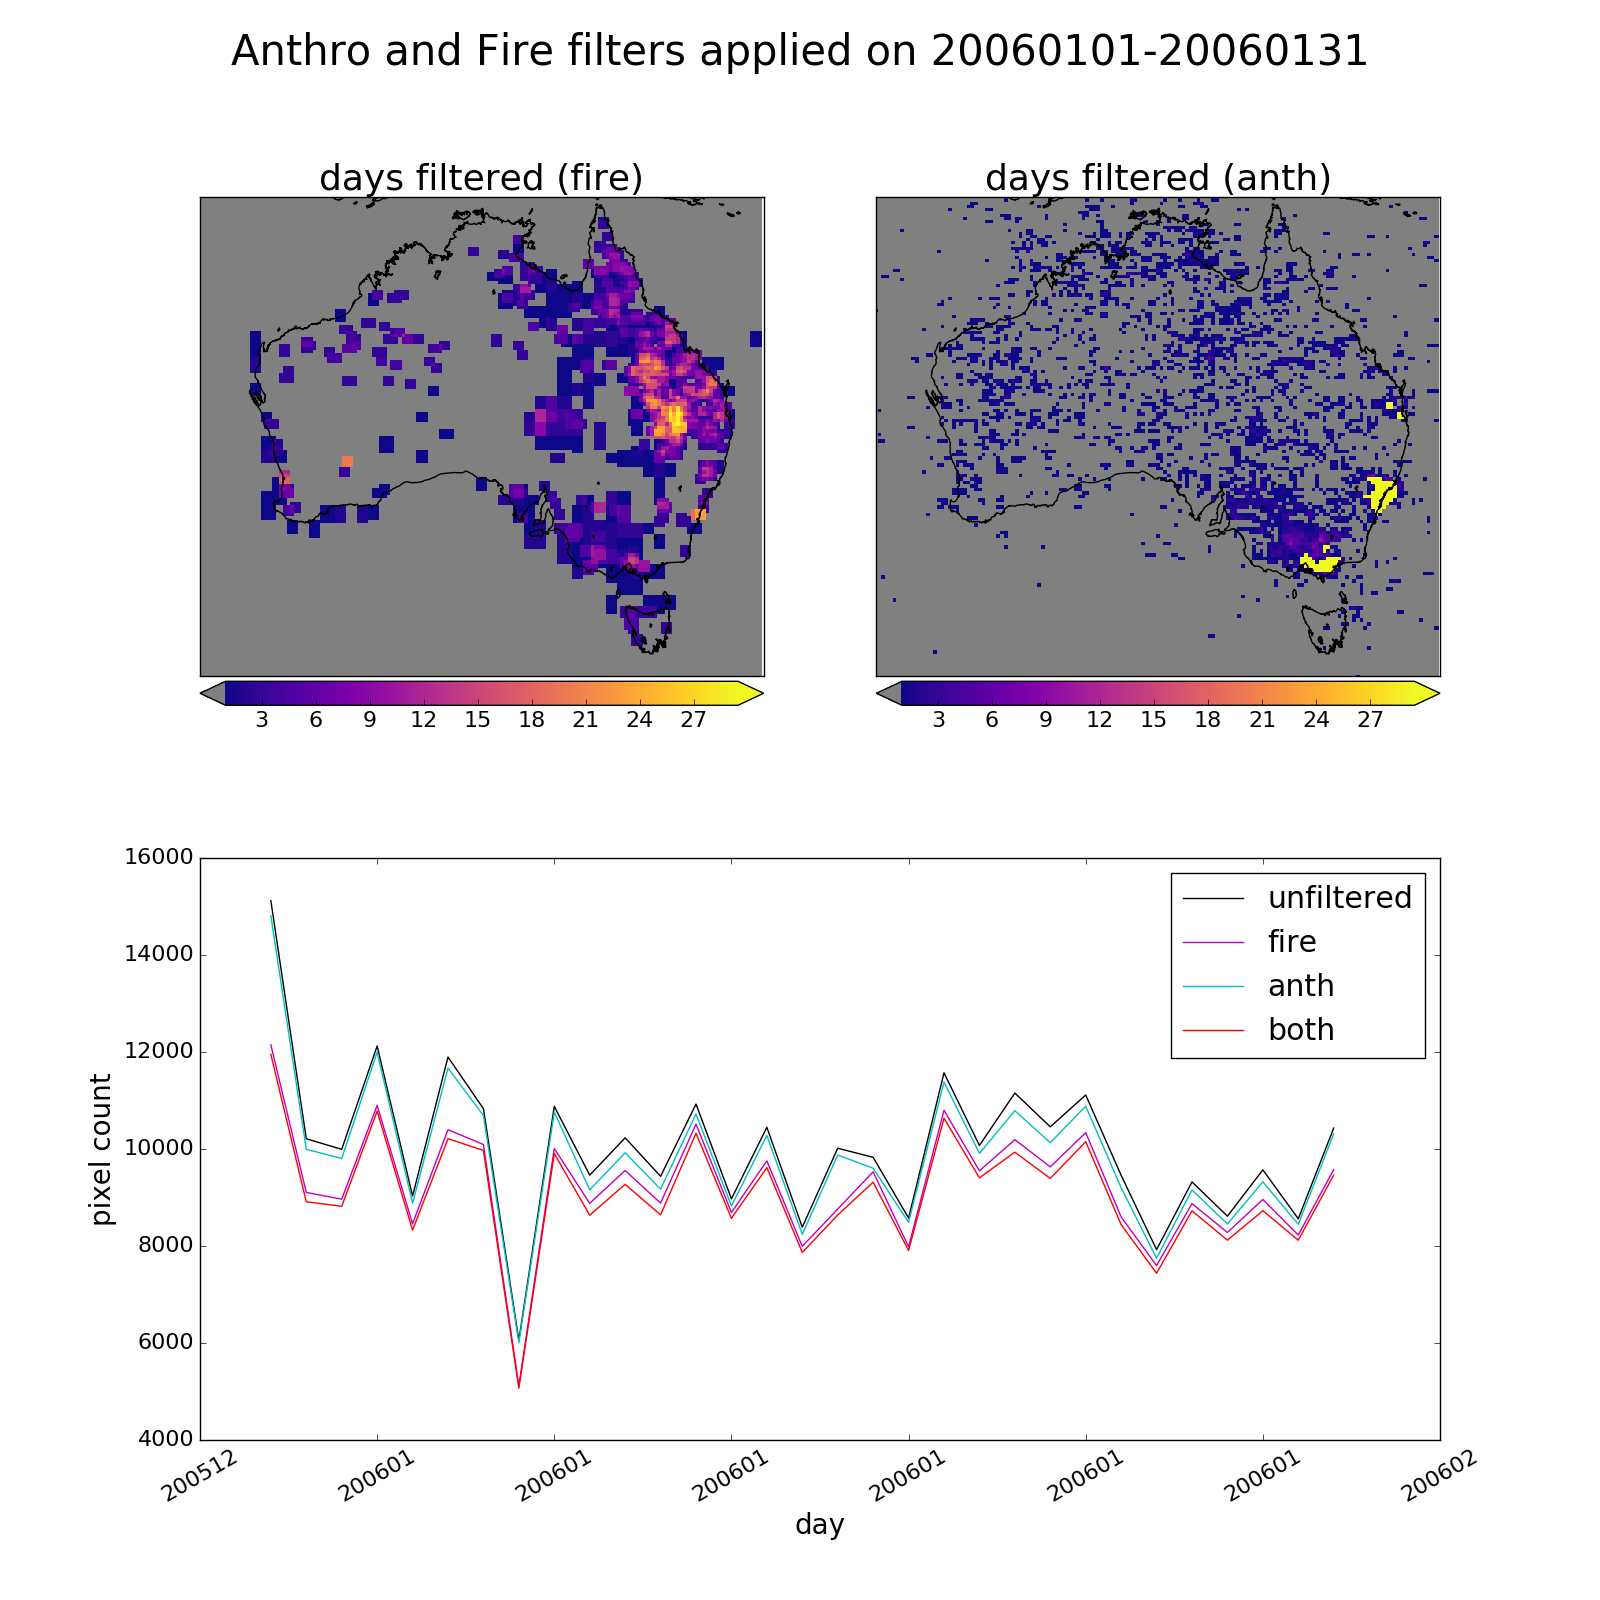 Anthro and Fire filters applied on 20060101-20060131
days filtered (fire)
days filtered (anth)
3 6 9 12 15 18 21 24 27
3 6 9 12 15 18 21 24 27
16000
14000
12000
10000
8000
6000
4000
pixel count
unfiltered
fire
anth
both
200512 200601 200601 200601 200601 200601 200601 200602
day